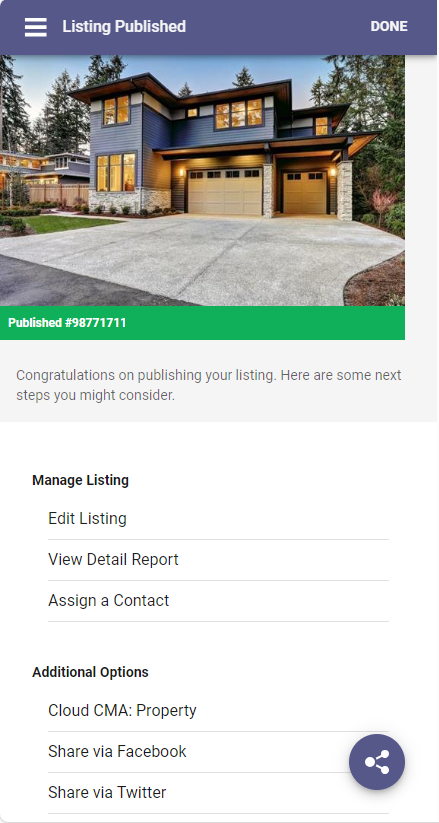 Listing Published
DONE
Published #98771711
Congratulations on publishing your listing. Here are some next
steps you might consider.
Manage Listing
Edit Listing
View Detail Report
Assign a Contact
Additional Options
Cloud CMA: Property
Share via Facebook
Share via Twitter